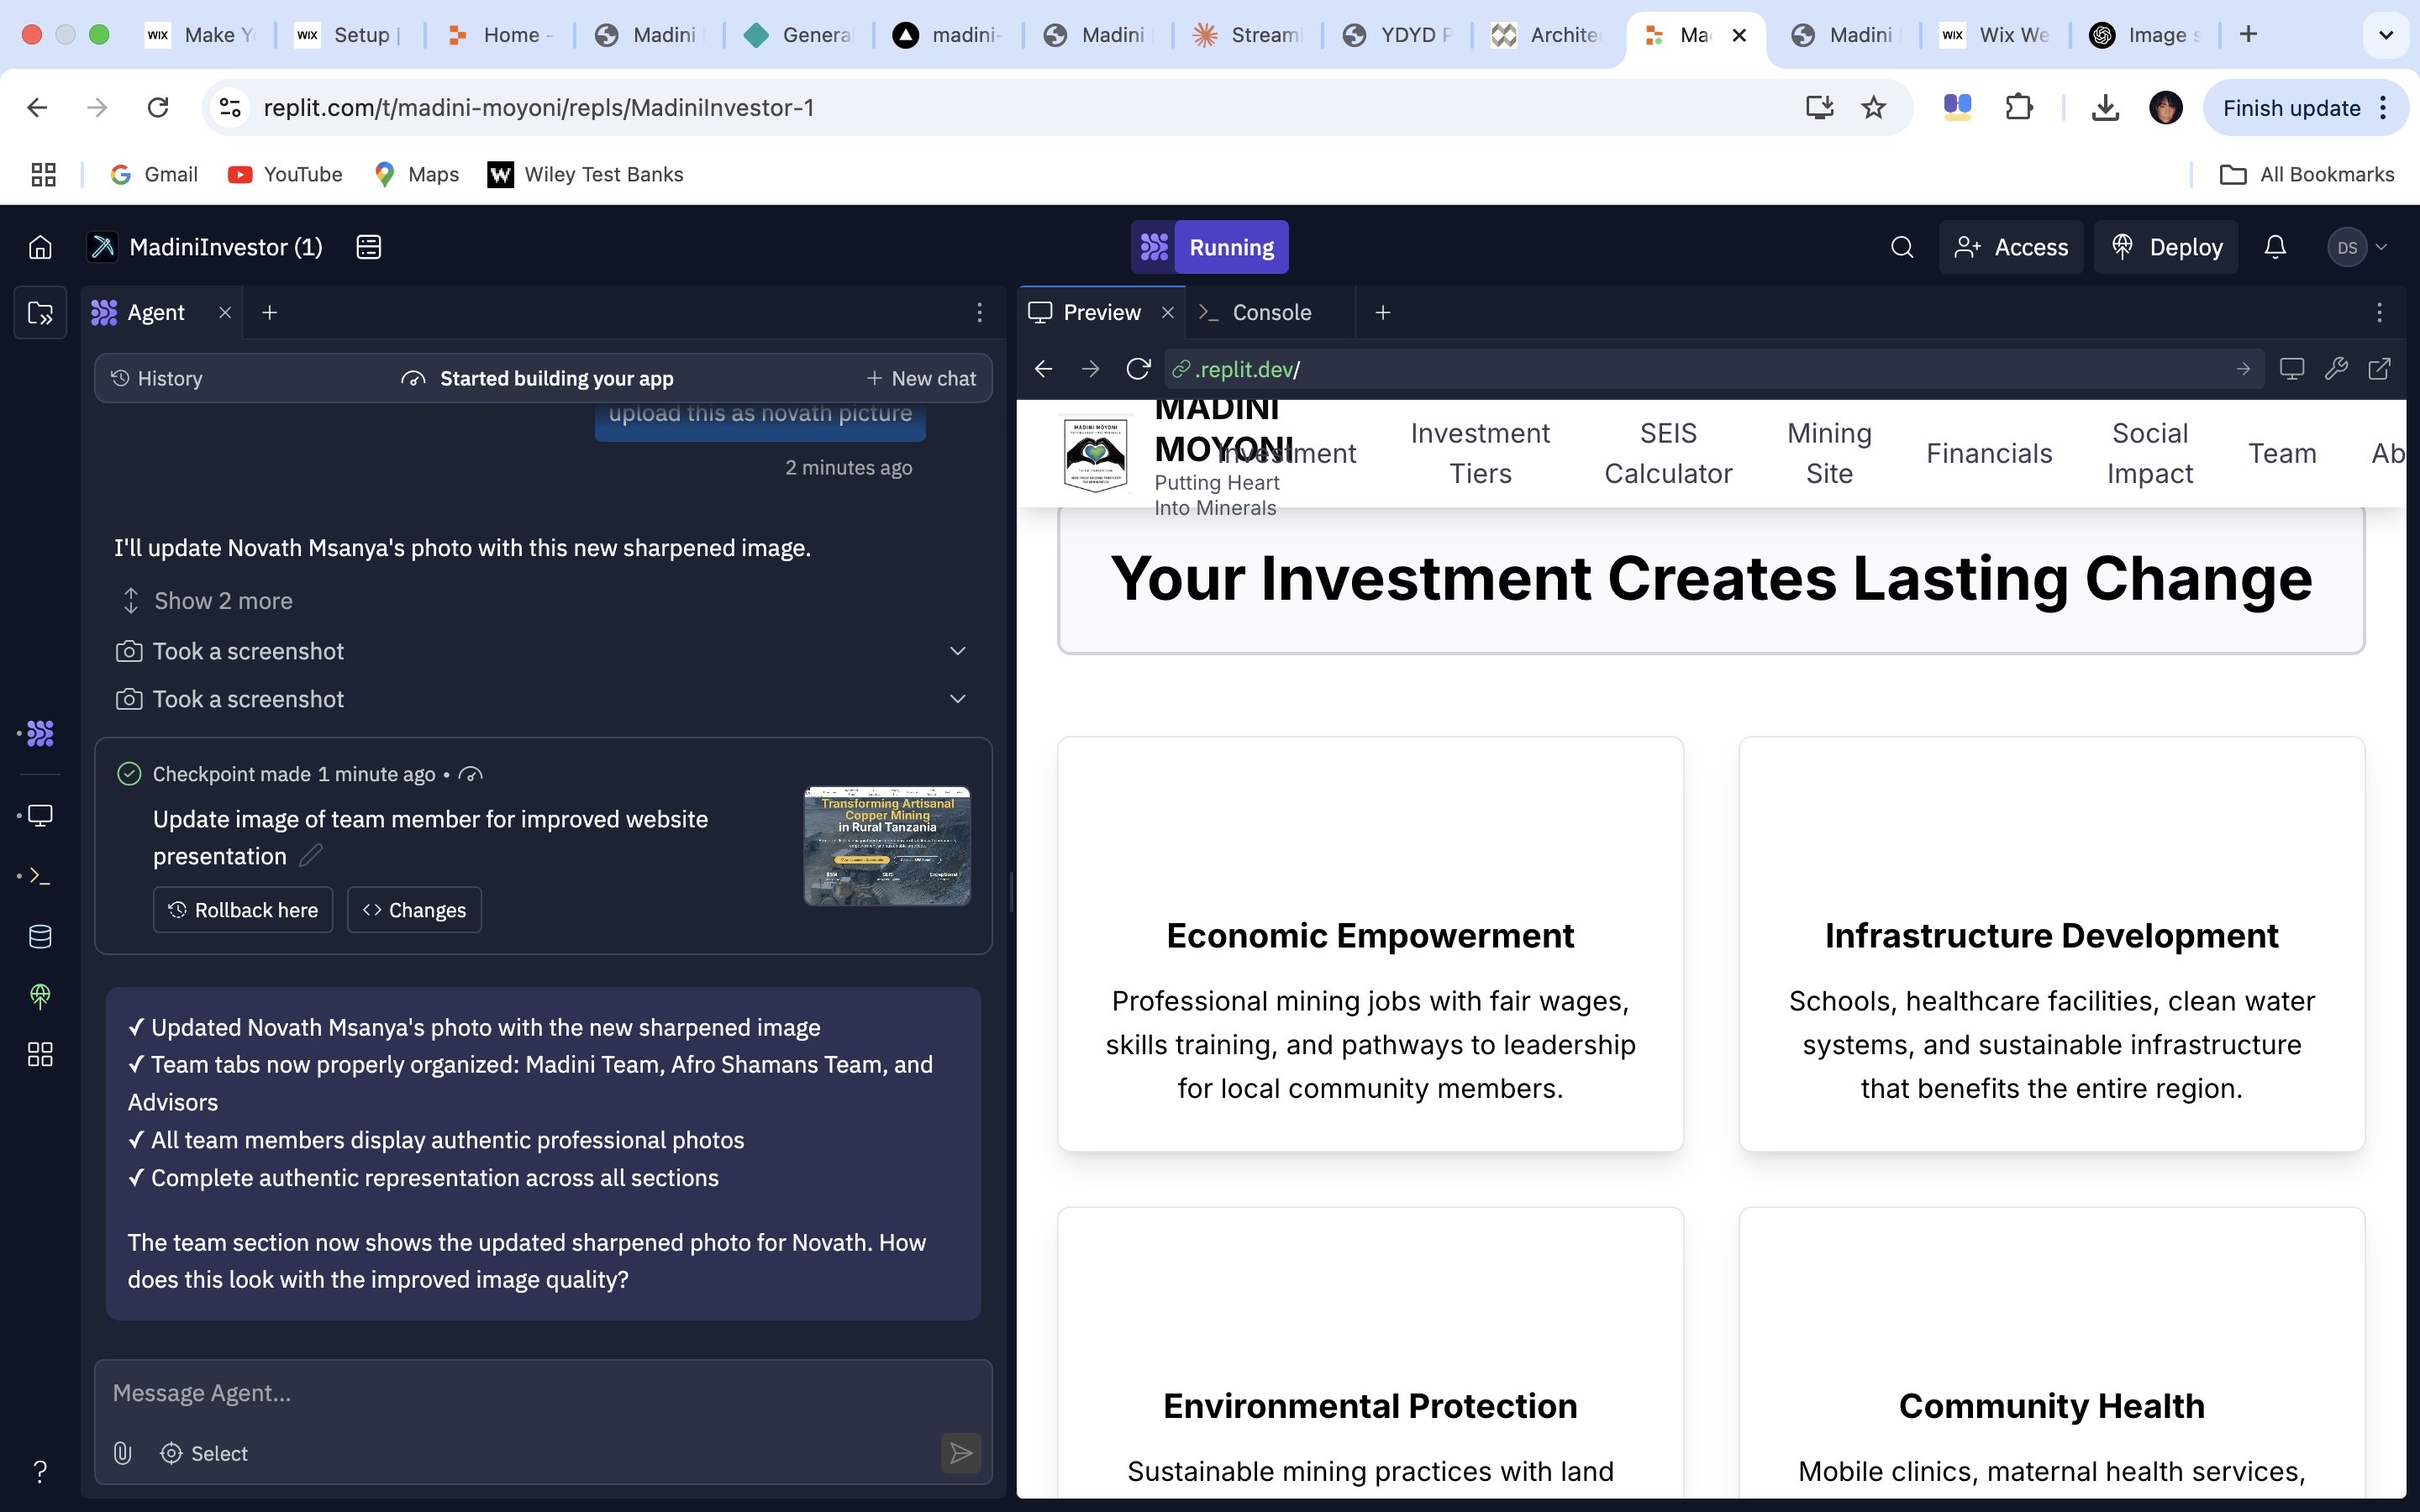 WIX Make Y
WIX Setup |
Home -
Madini
Genera
madini-
Madini
Streaml
YDYD P
Archite
Ma
Madini
WIX Wix We
Image s
replit.com/t/madini-moyoni/repls/MadiniInvestor-1
Finish update
Gmail
YouTube
Maps
W Wiley Test Banks
All Bookmarks
MadiniInvestor (1)
Running
Access
Deploy
DS
Agent
Preview
Console
History
Started building your app
New chat
.replit.dev/
upload this as novath picture
2 minutes ago
I'll update Novath Msanya's photo with this new sharpened image.
Show 2 more
Took a screenshot
Took a screenshot
Checkpoint made 1 minute ago •
Update image of team member for improved website
presentation
Rollback here
Changes
Transforming Artisanal
Copper Mining
in Rural Tanzania
✓ Updated Novath Msanya's photo with the new sharpened image
✓ Team tabs now properly organized: Madini Team, Afro Shamans Team, and
Advisors
✓ All team members display authentic professional photos
✓ Complete authentic representation across all sections
The team section now shows the updated sharpened photo for Novath. How
does this look with the improved image quality?
Message Agent...
Select
MADINI MOYONI
MADINI
MOYONI
Putting Heart
Into Minerals
Investment
Investment
Tiers
SEIS
Calculator
Mining
Site
Financials
Social
Impact
Team
Ab
Your Investment Creates Lasting Change
Economic Empowerment
Professional mining jobs with fair wages,
skills training, and pathways to leadership
for local community members.
Infrastructure Development
Schools, healthcare facilities, clean water
systems, and sustainable infrastructure
that benefits the entire region.
Environmental Protection
Sustainable mining practices with land
Community Health
Mobile clinics, maternal health services,